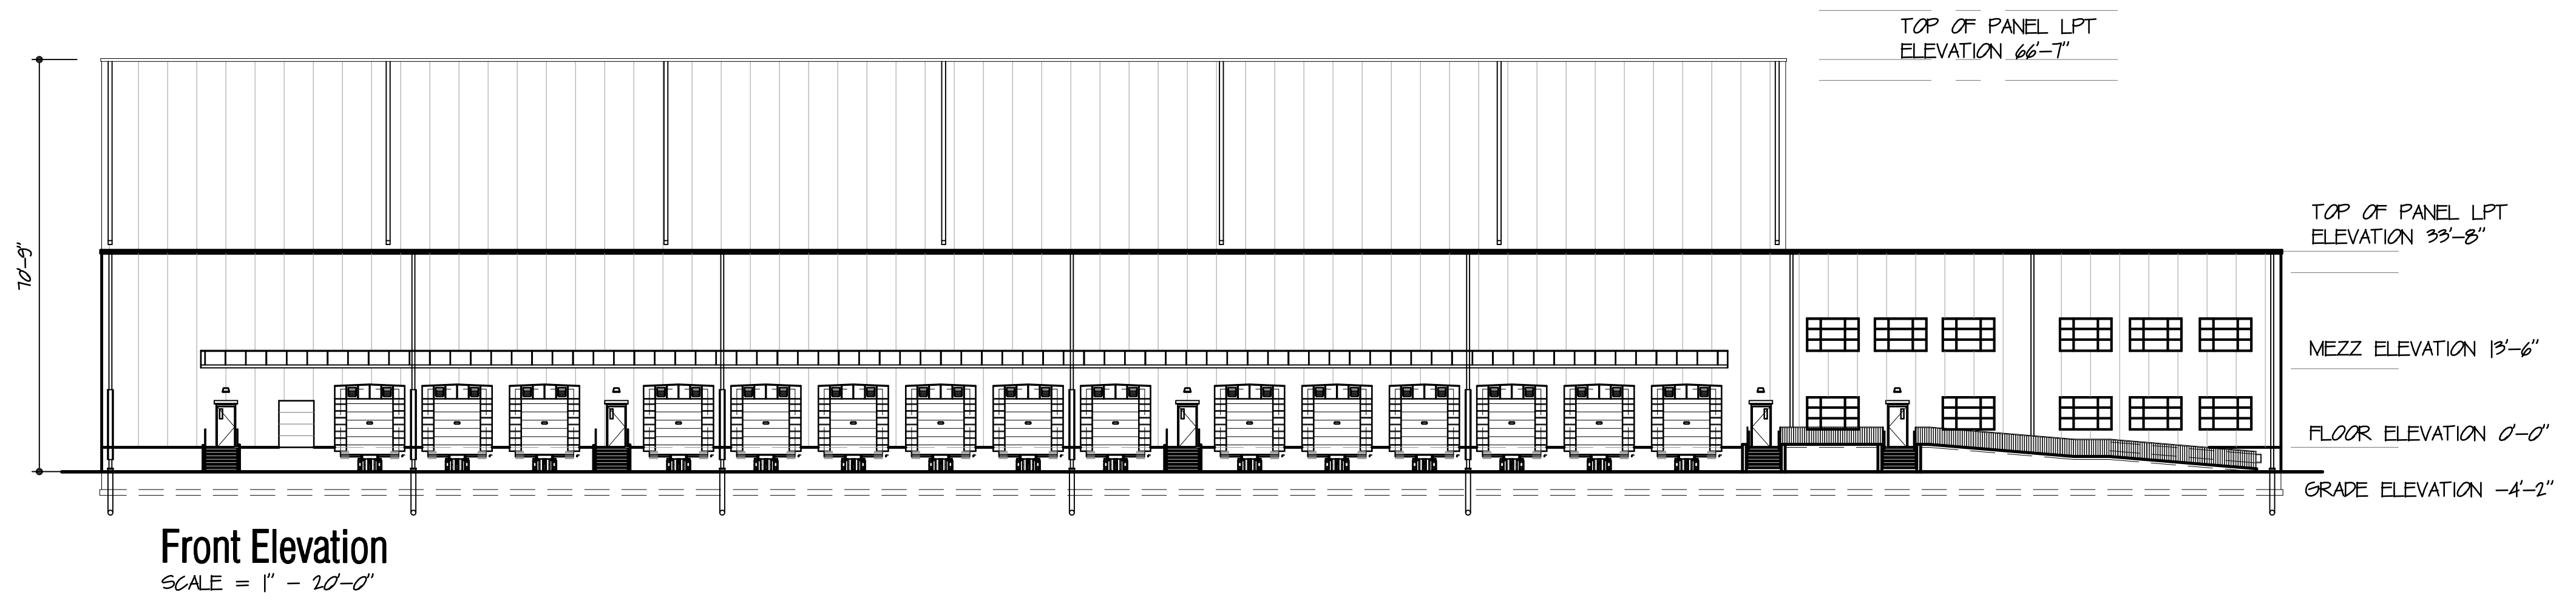 TOP OF PANEL LPT
ELEVATION 66'-7"
70'-9"
TOP OF PANEL LPT
ELEVATION 33'-8"
MEZZ ELEVATION 13'-6"
FLOOR ELEVATION 0'-0"
GRADE ELEVATION -4'-2"
Front Elevation
SCALE = 1" - 20'-0"